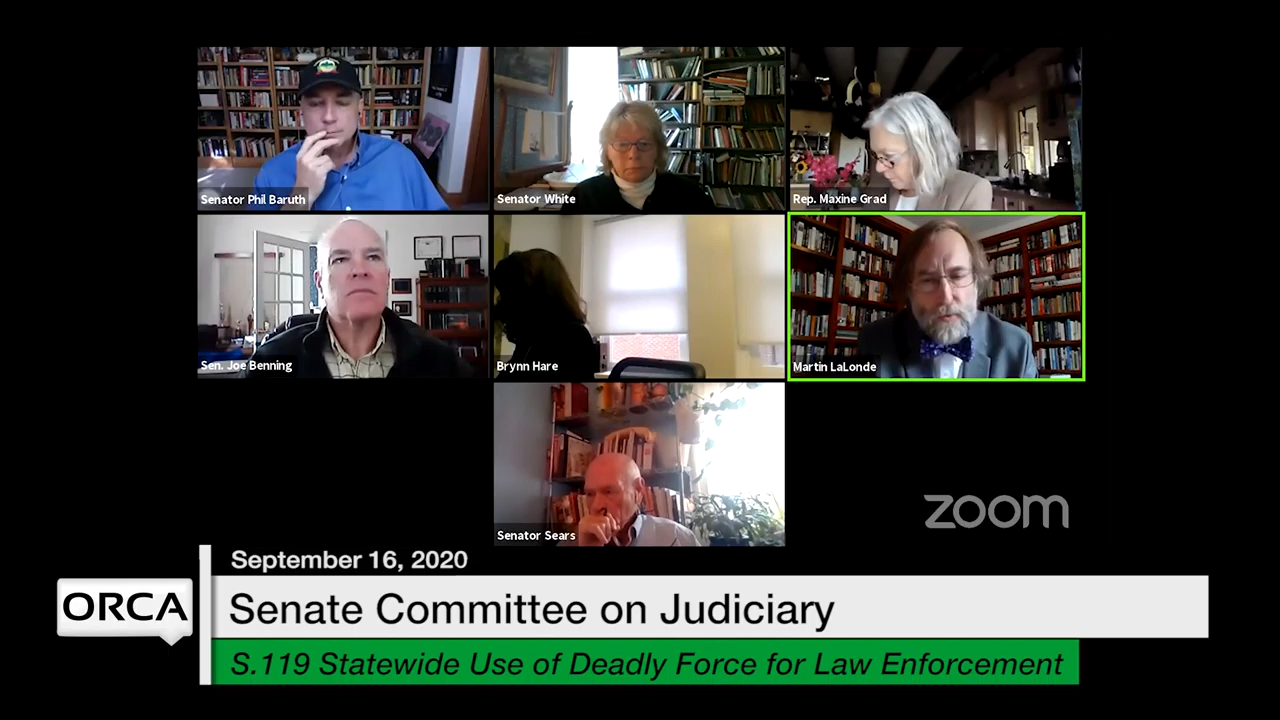 Senator Phil Baruth
Senator White
Rep. Maxine Grad
Sen. Joe Benning
Brynn Hare
Martin LaLonde
Senator Sears
zoom
September 16, 2020
ORCA
Senate Committee on Judiciary
S.119 Statewide Use of Deadly Force for Law Enforcement